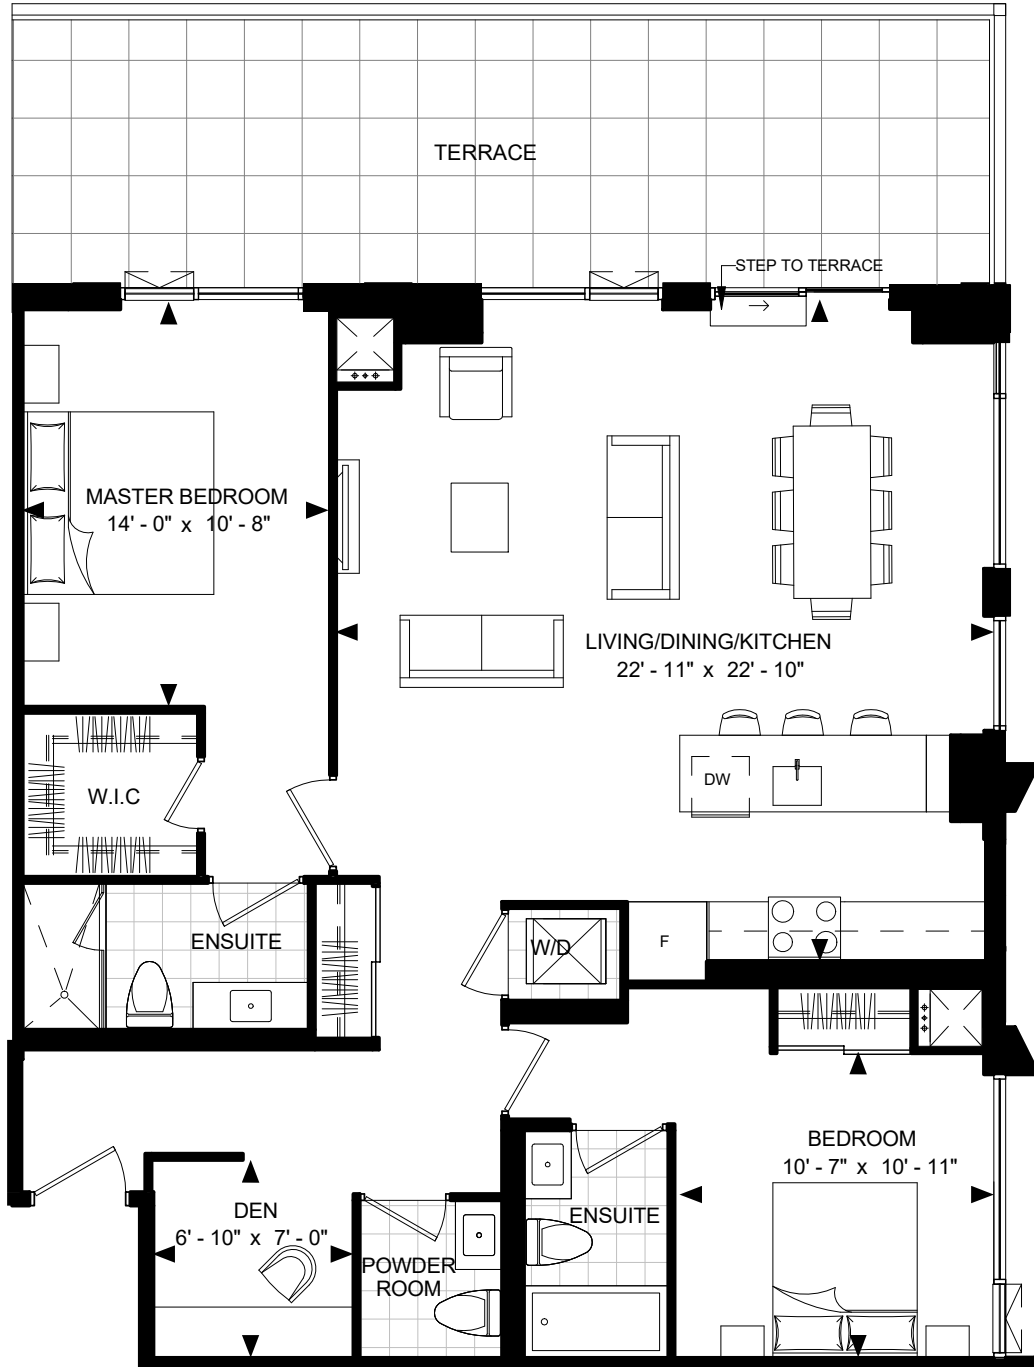 TERRACE
STEP TO TERRACE
MASTER BEDROOM
14' - 0" x 10' - 8"
LIVING/DINING/KITCHEN
22' - 11" x 22' - 10"
DW
W.I.C
ENSUITE
W/D
F
BEDROOM
10' - 7" x 10' - 11"
DEN
6' - 10" x 7' - 0"
ENSUITE
POWDER
ROOM